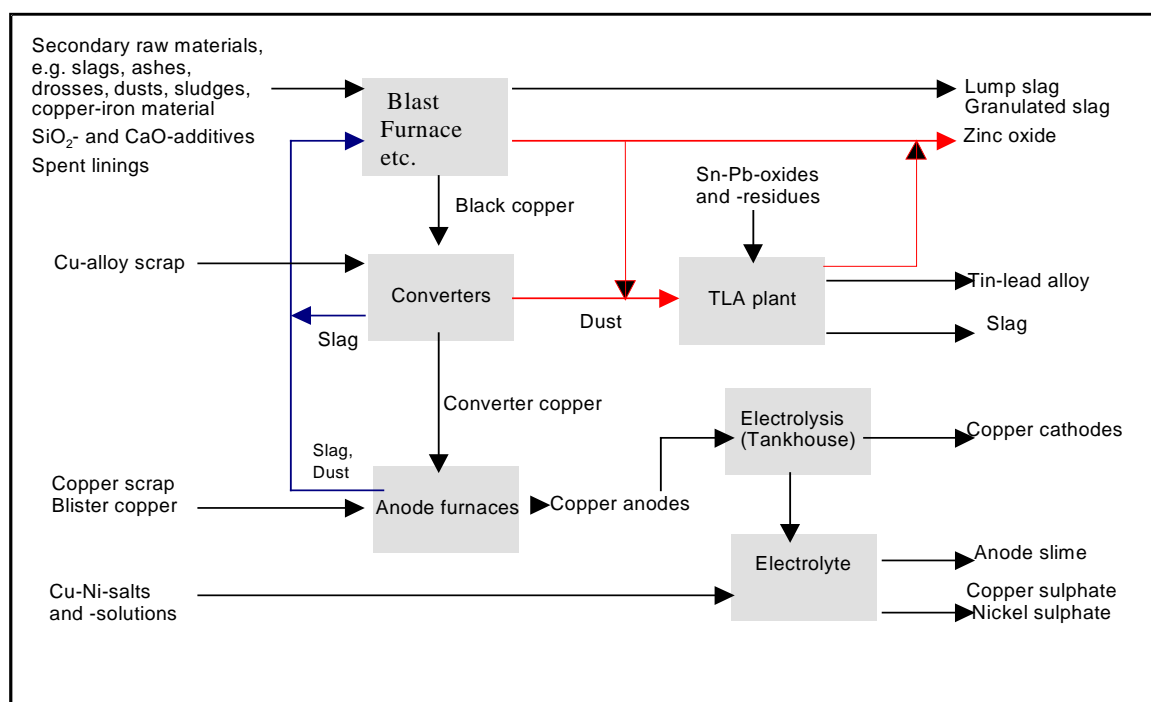 Secondary raw materials,
e.g. slags, ashes,
drosses, dusts, sludges,
copper-iron material
SiO₂- and CaO-additives
Spent linings
Blast
Furnace
etc.
Lump slag
Granulated slag
Zinc oxide
Sn-Pb-oxides
and -residues
Black copper
Cu-alloy scrap
Converters
Dust
TLA plant
Tin-lead alloy
Slag
Slag
Converter copper
Electrolysis
(Tankhouse)
Copper cathodes
Slag,
Dust
Copper scrap
Blister copper
Anode furnaces
Copper anodes
Electrolyte
Anode slime
Cu-Ni-salts
and -solutions
Copper sulphate
Nickel sulphate